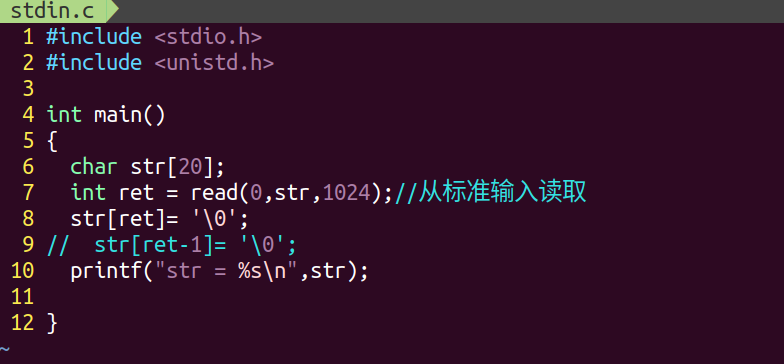 stdin.c
1 #include <stdio.h>
2 #include <unistd.h>
3
4 int main()
5 {
6   char str[20];
7   int ret = read(0,str,1024);//从标准输入读取
8   str[ret]= '\0';
9 //  str[ret-1]= '\0';
10   printf("str = %s\n",str);
11
12 }
~